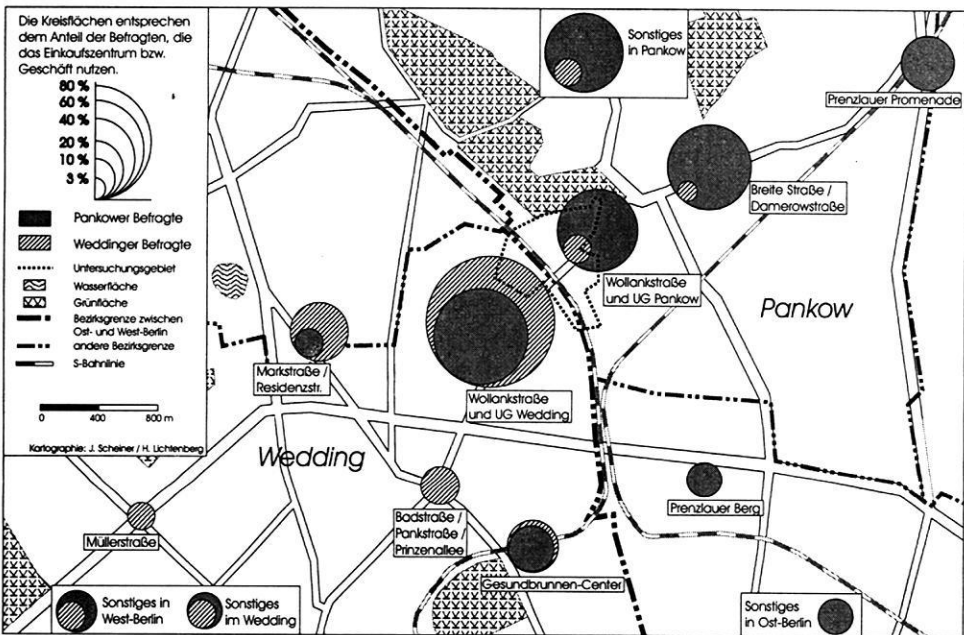 Die Kreisflächen entsprechen
dem Anteil der Befragten, die
das Einkaufszentrum bzw.
Geschäft nutzen.
80 %
60 %
40 %
20 %
10 %
3 %
Pankower Befragte
Weddinger Befragte
Untersuchungsgebiet
Wasserfläche
Grünfläche
Bezirksgrenze zwischen
Ost- und West-Berlin
andere Bezirksgrenze
S-Bahnlinie
0 400 800 m
Kartographie: J. Scheiner / H. Lichtenberg
Sonstiges
in Pankow
Prenzlauer Promenade
Breite Straße /
Damerowstraße
Wollankstraße
und UG Pankow
Pankow
Markstraße /
Residenzstr.
Wollankstraße
und UG Wedding
Wedding
Prenzlauer Berg
Müllerstraße
Badstraße /
Pankstraße /
Prinzenallee
Gesundbrunnen-Center
Sonstiges in
West-Berlin
Sonstiges
im Wedding
Sonstiges
in Ost-Berlin